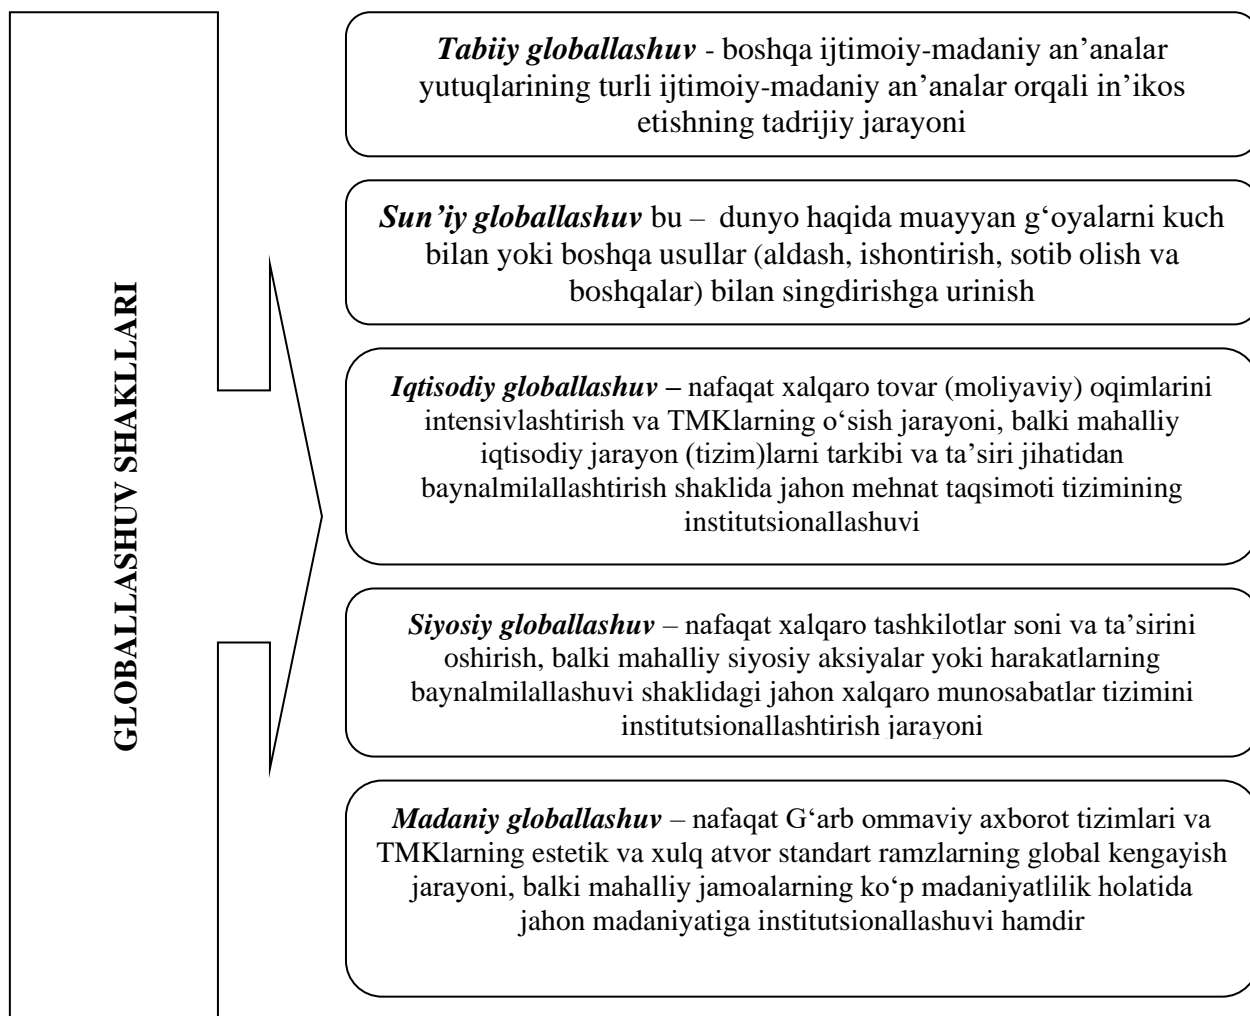 GLOBALLASHUV SHAKLLARI
Tabiiy globallashuv - boshqa ijtimoiy-madaniy an’analar
yutuqlarining turli ijtimoiy-madaniy an’analar orqali in’ikos
etishning tadrijiy jarayoni
Sun’iy globallashuv bu – dunyo haqida muayyan g‘oyalarni kuch
bilan yoki boshqa usullar (aldash, ishontirish, sotib olish va
boshqalar) bilan singdirishga urinish
Iqtisodiy globallashuv – nafaqat xalqaro tovar (moliyaviy) oqimlarini
intensivlashtirish va TMKlarning o‘sish jarayoni, balki mahalliy
iqtisodiy jarayon (tizim)larni tarkibi va ta’siri jihatidan
baynalmilallashtirish shaklida jahon mehnat taqsimoti tizimining
institutsionallashuvi
Siyosiy globallashuv – nafaqat xalqaro tashkilotlar soni va ta’sirini
oshirish, balki mahalliy siyosiy aksiyalar yoki harakatlarning
baynalmilallashuvi shaklidagi jahon xalqaro munosabatlar tizimini
institutsionallashtirish jarayoni
Madaniy globallashuv – nafaqat G‘arb ommaviy axborot tizimlari va
TMKlarning estetik va xulq atvor standart ramzlarning global kengayish
jarayoni, balki mahalliy jamoalarning ko‘p madaniyatlilik holatida
jahon madaniyatiga institutsionallashuvi hamdir